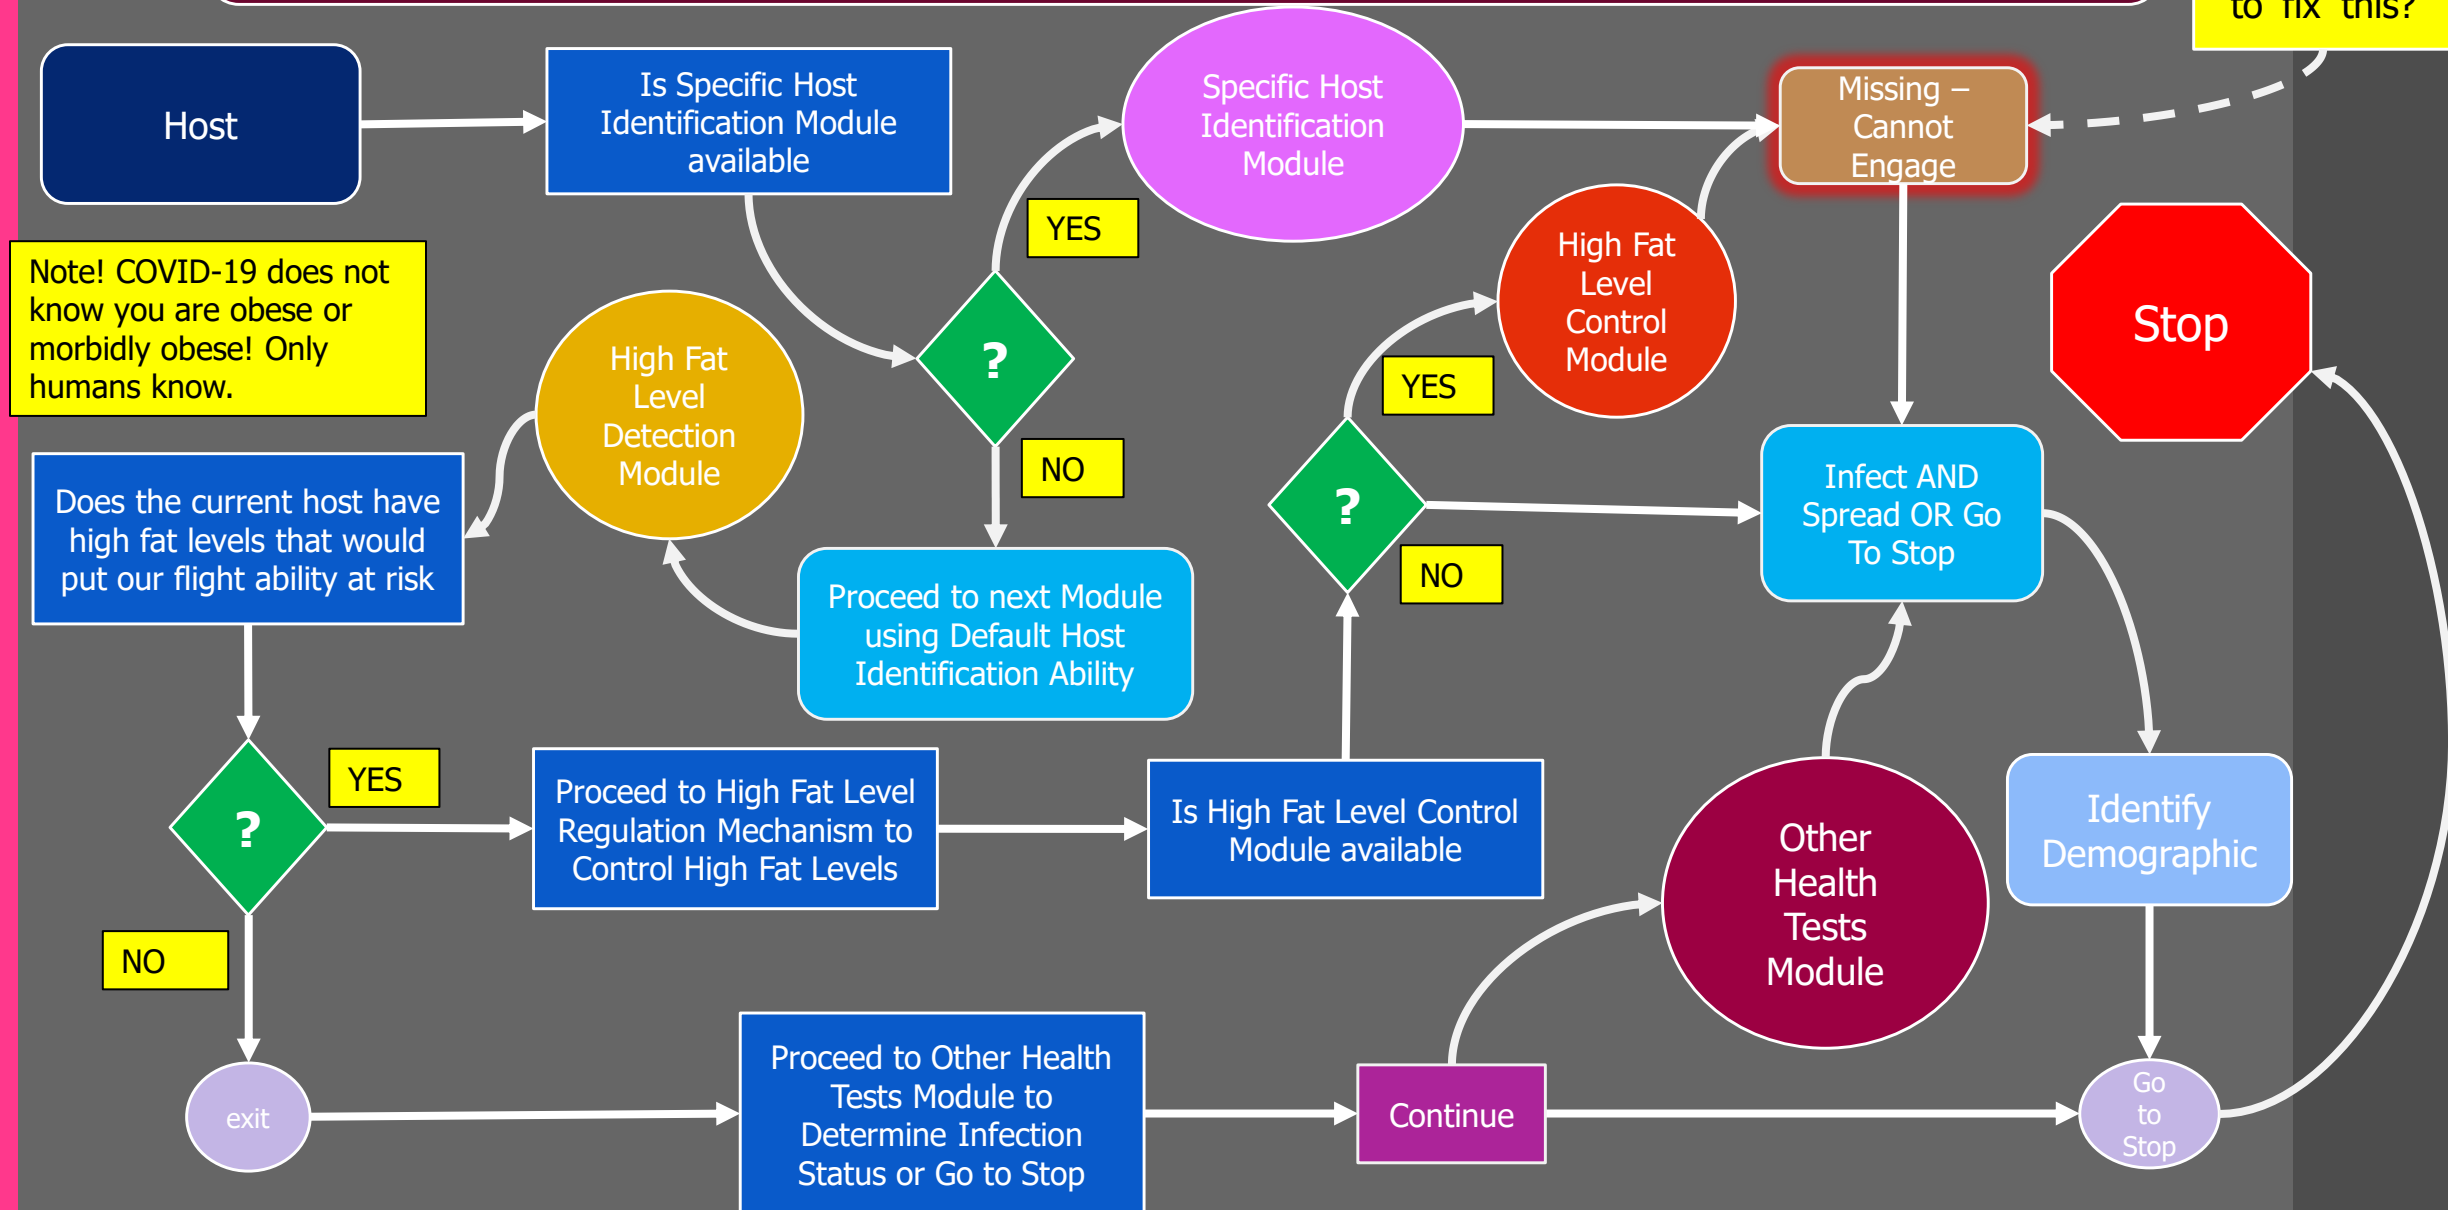 to fix this?
Host
Is Specific Host
Identification Module
available
Specific Host
Identification
Module
Missing –
Cannot
Engage
YES
Note! COVID-19 does not
know you are obese or
morbidly obese! Only
humans know.
High Fat
Level
Detection
Module
?
High Fat
Level
Control
Module
Stop
YES
NO
Does the current host have
high fat levels that would
put our flight ability at risk
?
Infect AND
Spread OR Go
To Stop
NO
Proceed to next Module
using Default Host
Identification Ability
YES
?
Proceed to High Fat Level
Regulation Mechanism to
Control High Fat Levels
Is High Fat Level Control
Module available
Other
Health
Tests
Module
Identify
Demographic
NO
exit
Proceed to Other Health
Tests Module to
Determine Infection
Status or Go to Stop
Continue
Go
to
Stop